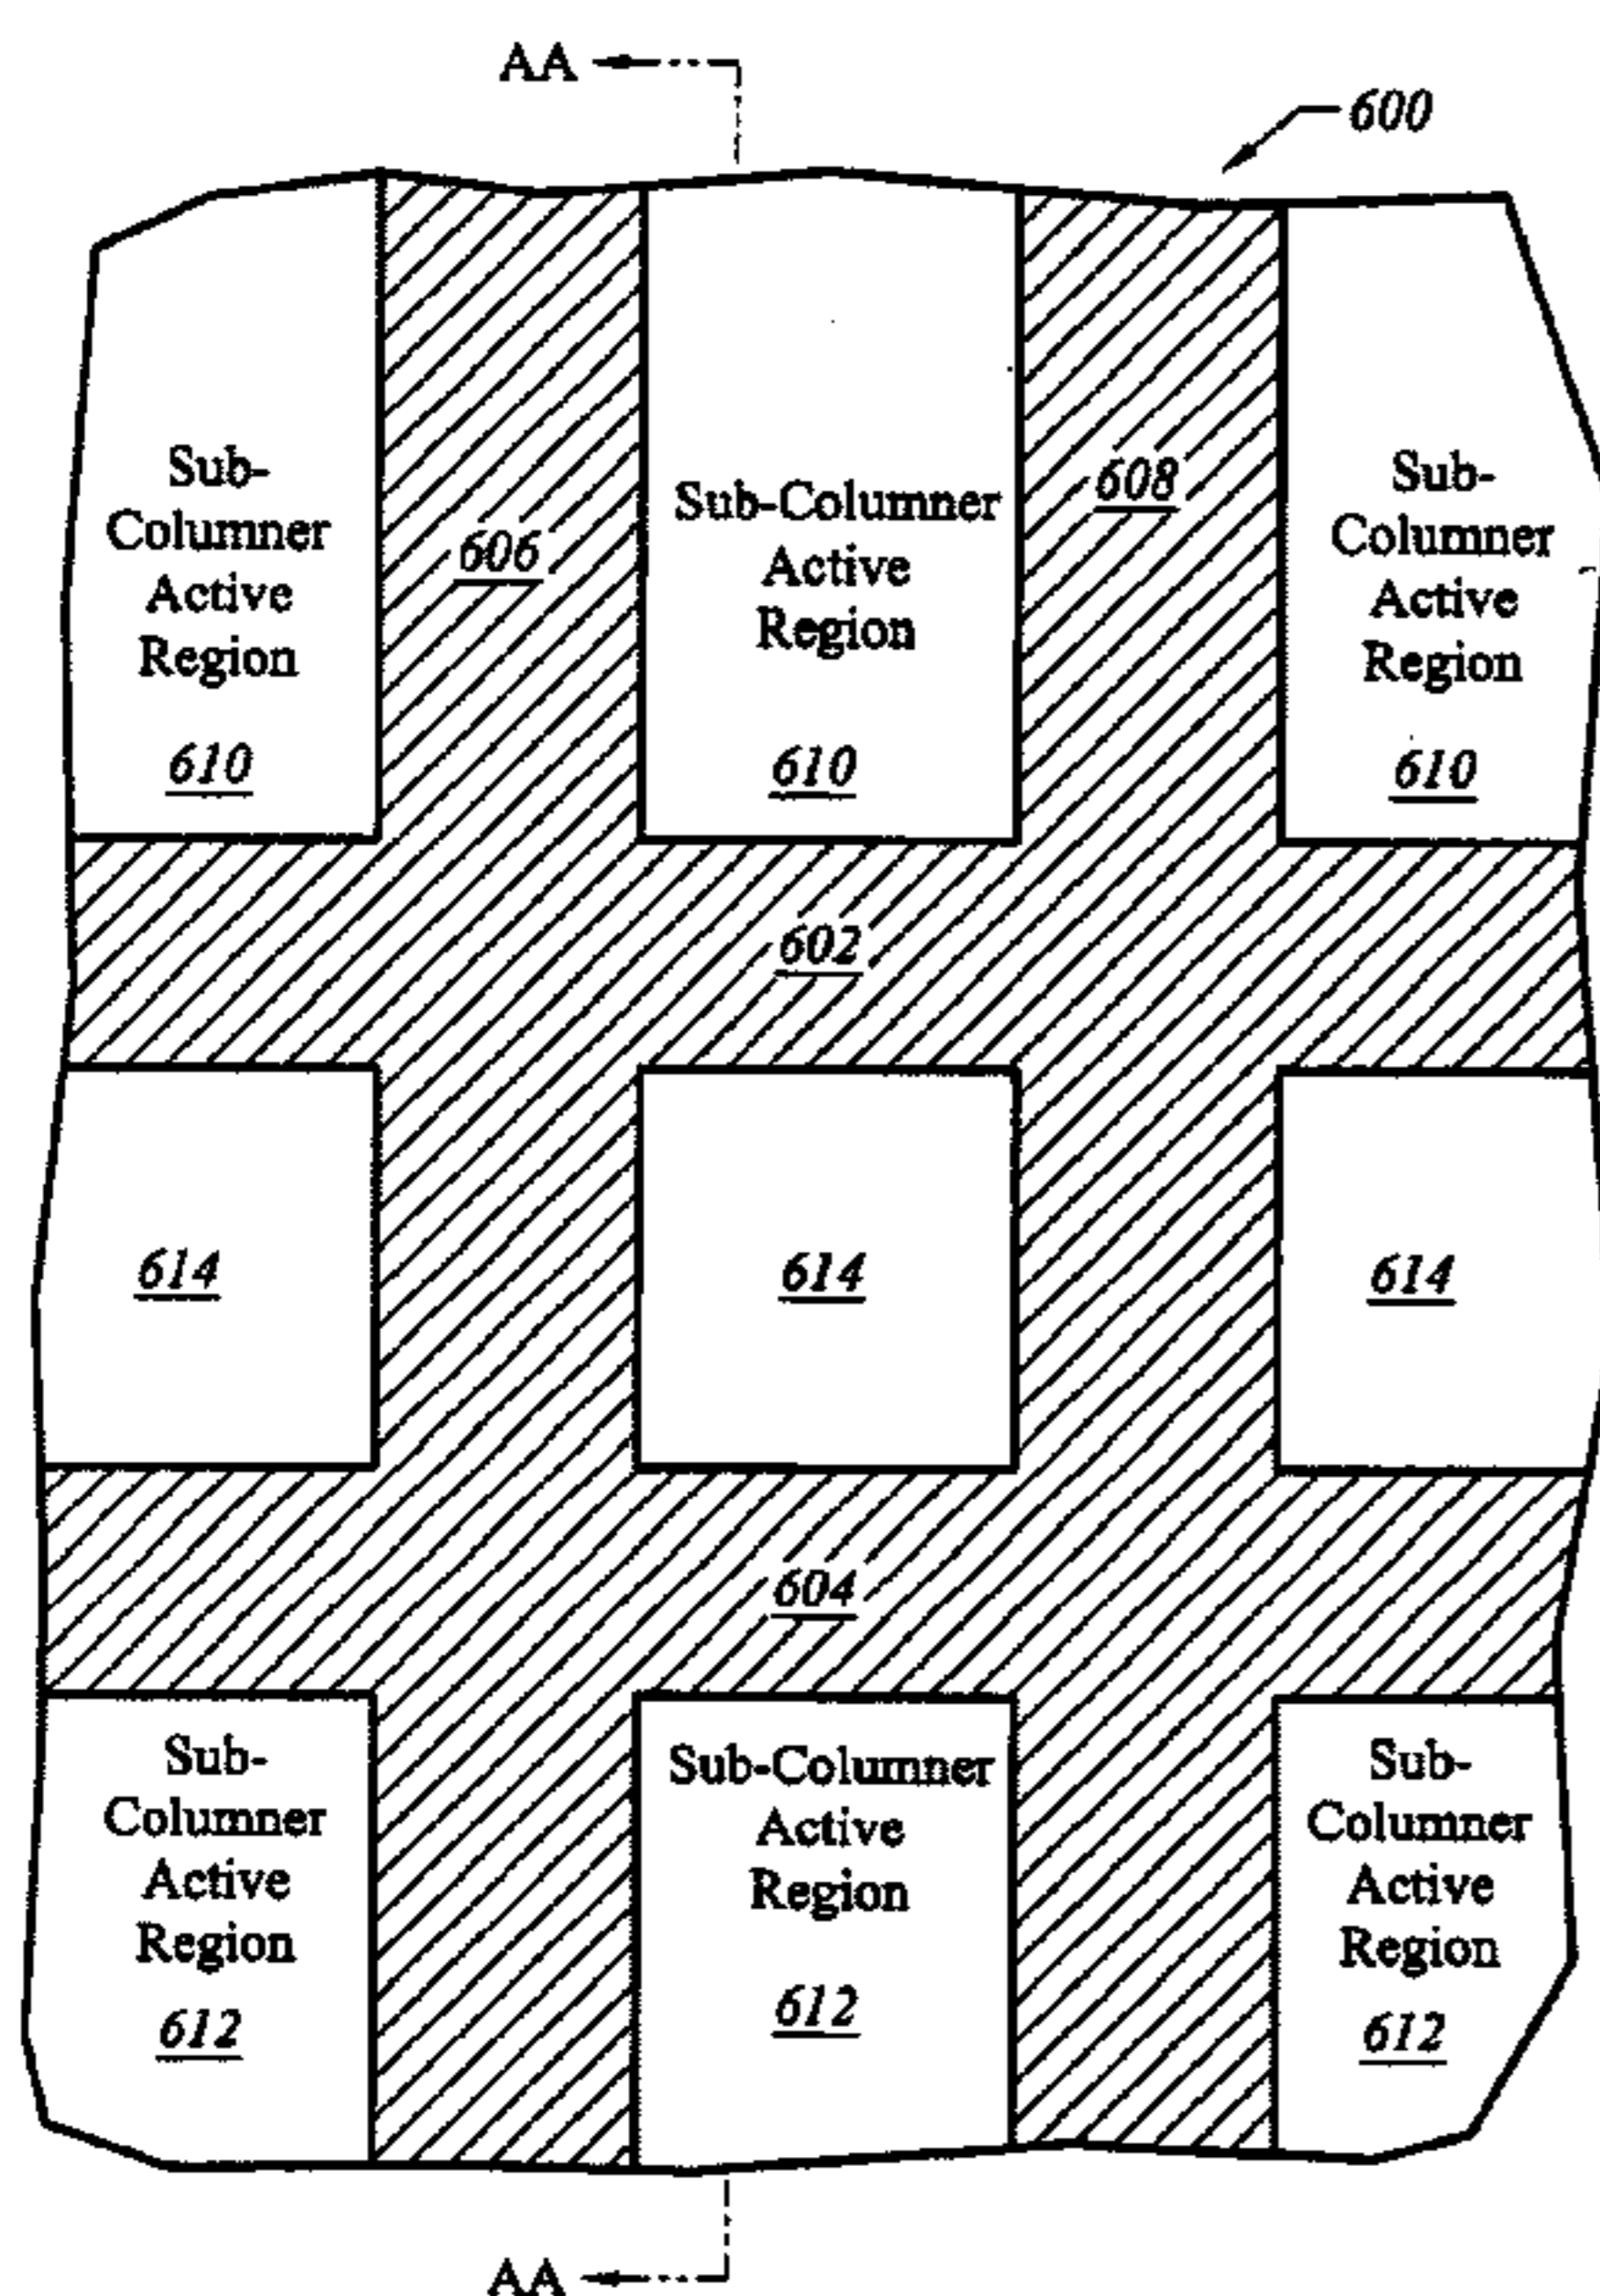 AA
600
Sub-
Columner
Active
Region
610
606
Sub-Columner
Active
Region
610
608
Sub-
Columner
Active
Region
610
602
614
614
614
604
Sub-
Columner
Active
Region
612
Sub-Columner
Active
Region
612
Sub-
Columner
Active
Region
612
AA